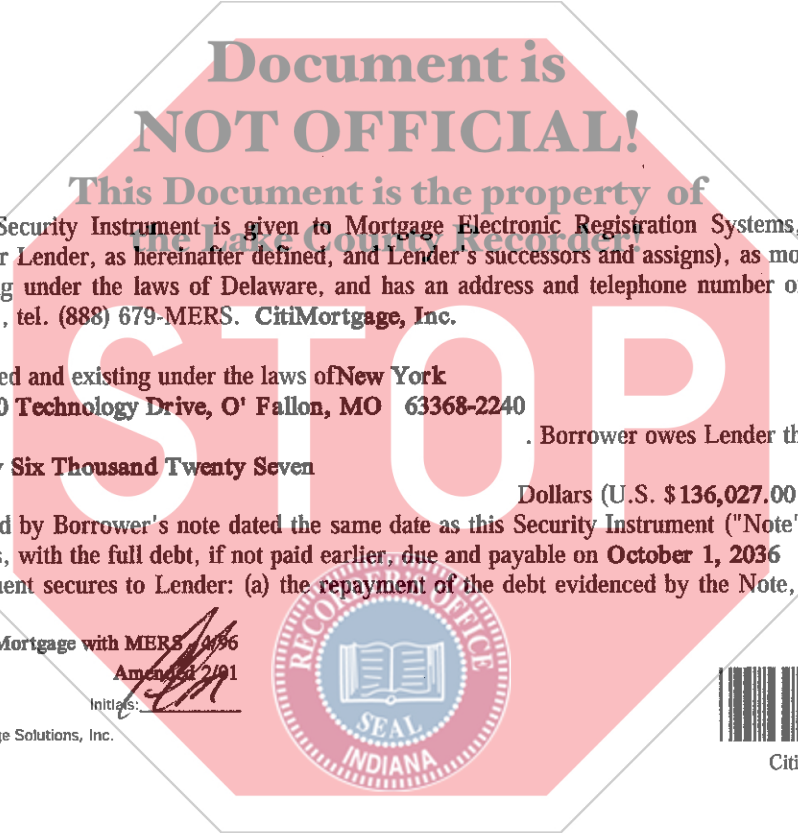 Document is
NOT OFFICIAL!
This Document is the property of
the Lake County Recorder!
Security Instrument is given to Mortgage Electronic Registration Systems,
r Lender, as hereinafter defined, and Lender's successors and assigns), as mo
g under the laws of Delaware, and has an address and telephone number o
, tel. (888) 679-MERS. CitiMortgage, Inc.
ed and existing under the laws ofNew York
0 Technology Drive, O' Fallon, MO 63368-2240
. Borrower owes Lender th
y Six Thousand Twenty Seven
Dollars (U.S. $136,027.00
d by Borrower's note dated the same date as this Security Instrument ("Note"
s, with the full debt, if not paid earlier, due and payable on October 1, 2036
ent secures to Lender: (a) the repayment of the debt evidenced by the Note,
STOP
Mortgage with MERS - 4/96
Amended 2/01
Initials:
ge Solutions, Inc.
RECORDER'S OFFICE
SEAL
INDIANA
Citi